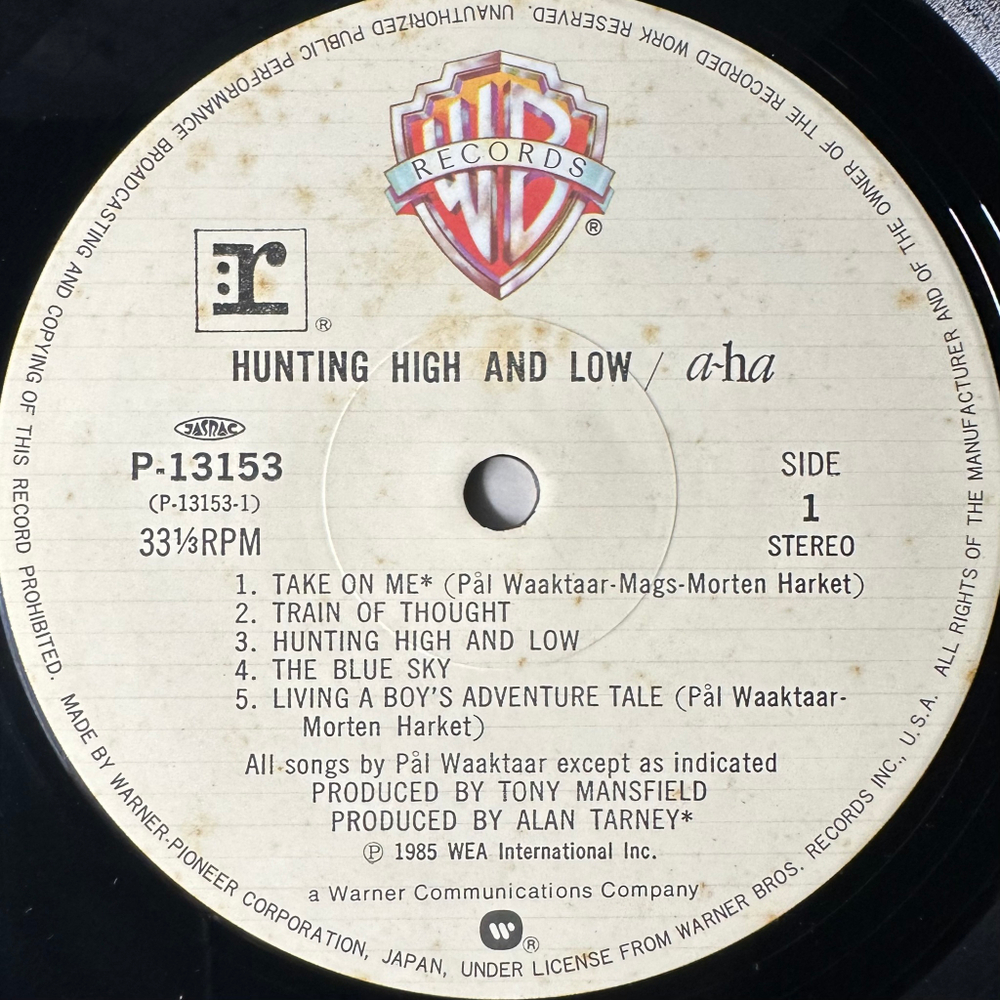 WB
RECORDS
®
:r
®
HUNTING HIGH AND LOW / a-ha
JASRAC
P-13153
(P-13153-1)
33⅓RPM
SIDE
1
STEREO
1. TAKE ON ME* (Pål Waaktaar-Mags-Morten Harket)
2. TRAIN OF THOUGHT
3. HUNTING HIGH AND LOW
4. THE BLUE SKY
5. LIVING A BOY'S ADVENTURE TALE (Pål Waaktaar-
Morten Harket)
All songs by Pål Waaktaar except as indicated
PRODUCED BY TONY MANSFIELD
PRODUCED BY ALAN TARNEY*
℗ 1985 WEA International Inc.
a Warner Communications Company
W ®
MADE BY WARNER-PIONEER CORPORATION, JAPAN, UNDER LICENSE FROM WARNER BROS. RECORDS INC., U.S.A. ALL RIGHTS OF THE MANUFACTURER AND OF THE OWNER OF THE RECORDED WORK RESERVED. UNAUTHORIZED PUBLIC PERFORMANCE BROADCASTING AND COPYING OF THIS RECORD PROHIBITED.